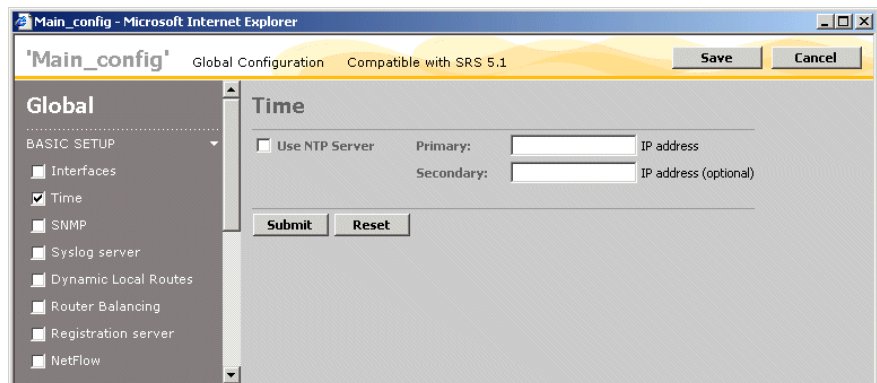 Main_config - Microsoft Internet Explorer
'Main_config' Global Configuration Compatible with SRS 5.1 Save Cancel
Global
BASIC SETUP
Interfaces
Time
SNMP
Syslog server
Dynamic Local Routes
Router Balancing
Registration server
NetFlow
Time
Use NTP Server Primary: IP address
Secondary: IP address (optional)
Submit Reset